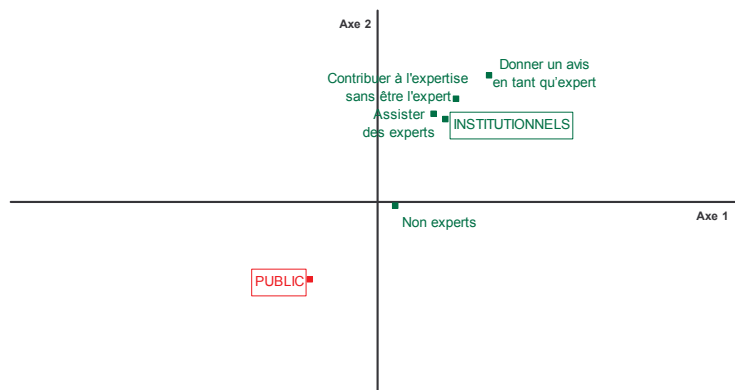 Axe 2
Donner un avis
en tant qu'expert
Contribuer à l'expertise
sans être l'expert
Assister
des experts
INSTITUTIONNELS
Axe 1
Non experts
PUBLIC